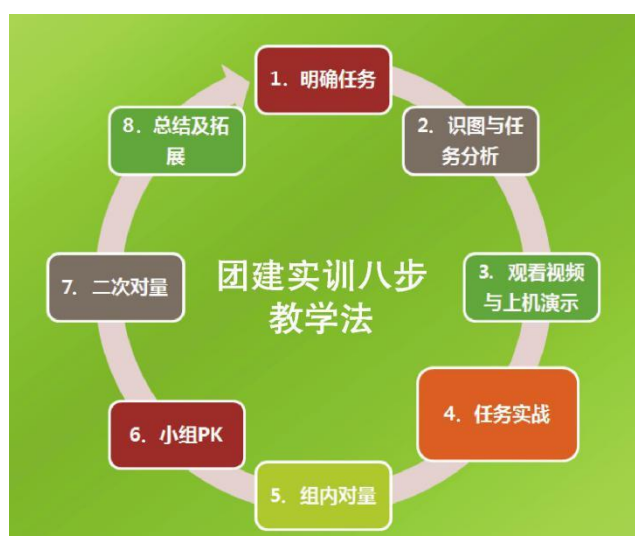 1. 明确任务
2. 识图与任
务分析
3. 观看视频
与上机演示
4. 任务实战
5. 组内对量
6. 小组PK
7. 二次对量
8. 总结及拓
展
团建实训八步
教学法